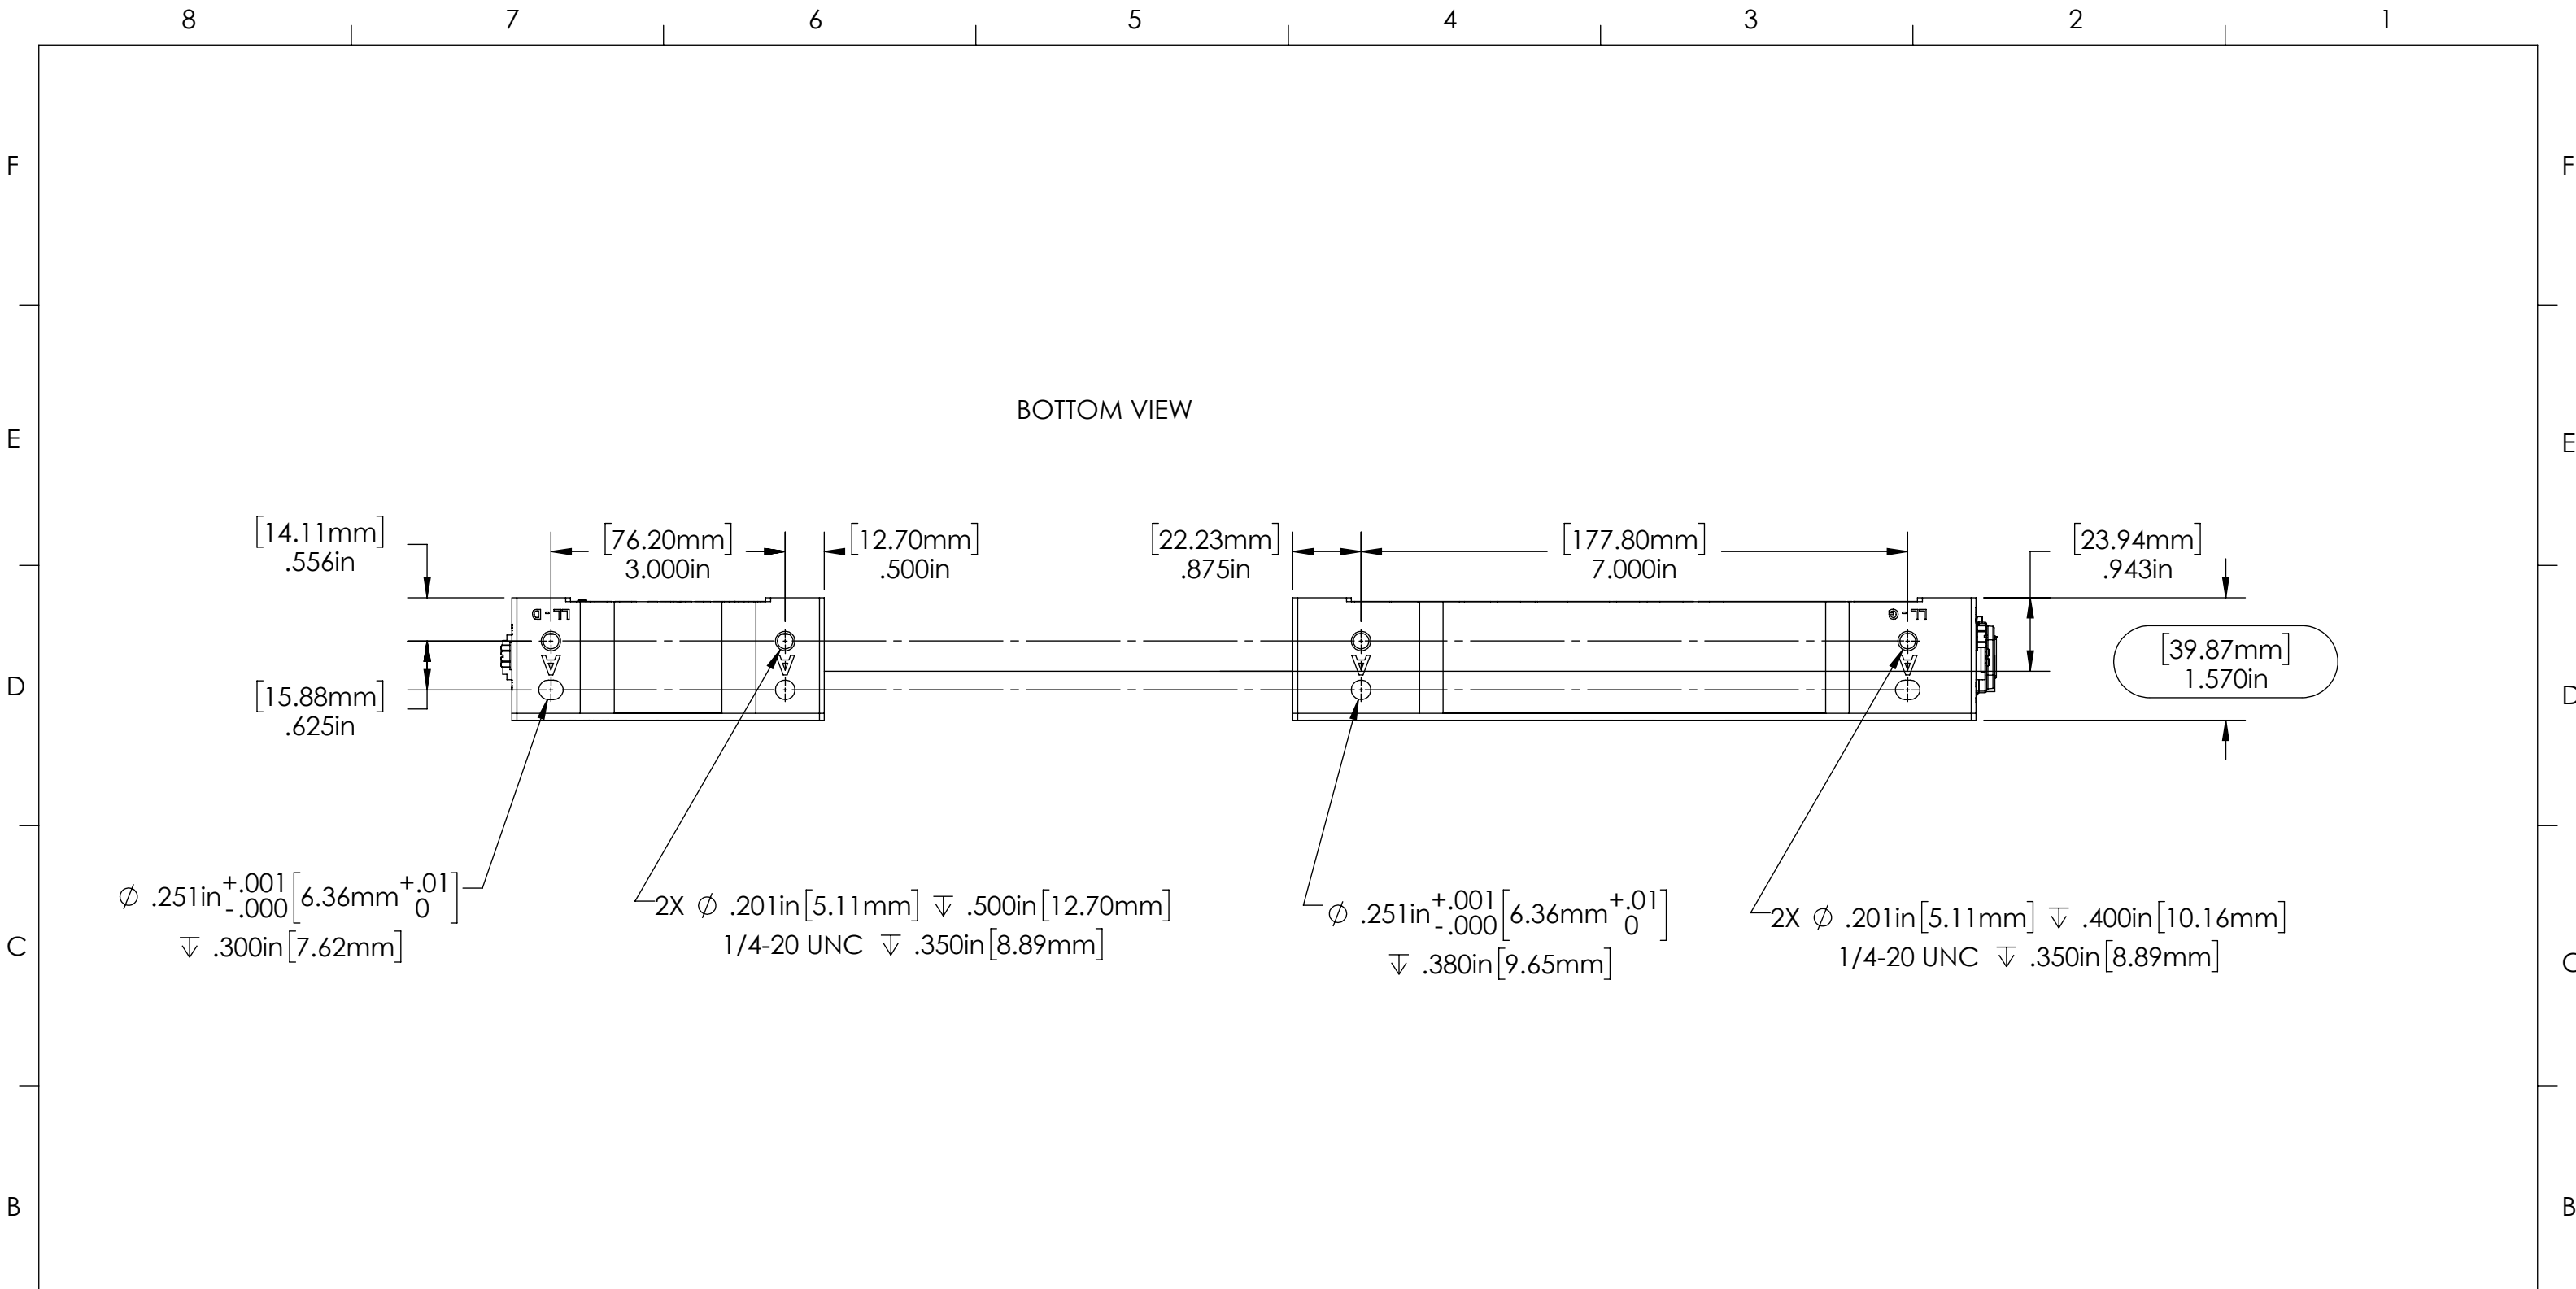 8 7 6 5 4 3 2 1
F F
BOTTOM VIEW
E E
[14.11mm]
.556in
[76.20mm]
3.000in
[12.70mm]
.500in
[22.23mm]
.875in
[177.80mm]
7.000in
[23.94mm]
.943in
LL-D
LL-G
[39.87mm]
1.570in
D D
[15.88mm]
.625in
A A A A
⌀ .251in +.001 -.000 [6.36mm +.01 0]
↧ .300in[7.62mm]
2X ⌀ .201in[5.11mm] ↧ .500in[12.70mm]
1/4-20 UNC ↧ .350in[8.89mm]
⌀ .251in +.001 -.000 [6.36mm +.01 0]
↧ .380in[9.65mm]
2X ⌀ .201in[5.11mm] ↧ .400in[10.16mm]
1/4-20 UNC ↧ .350in[8.89mm]
C C
B B